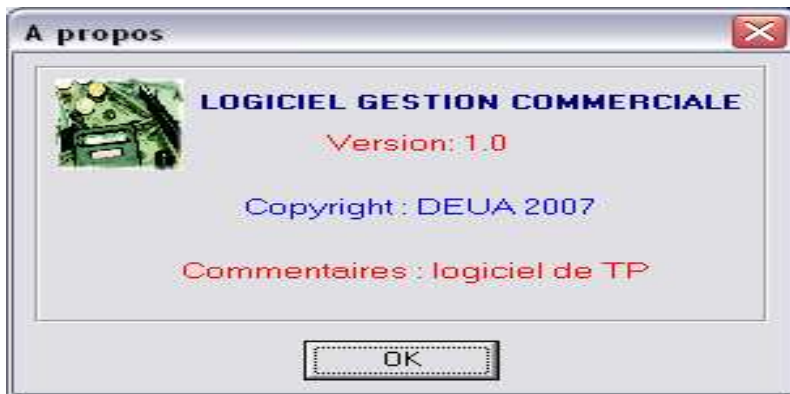 A propos
LOGICIEL GESTION COMMERCIALE
Version: 1.0
Copyright : DEUA 2007
Commentaires : logiciel de TP
OK